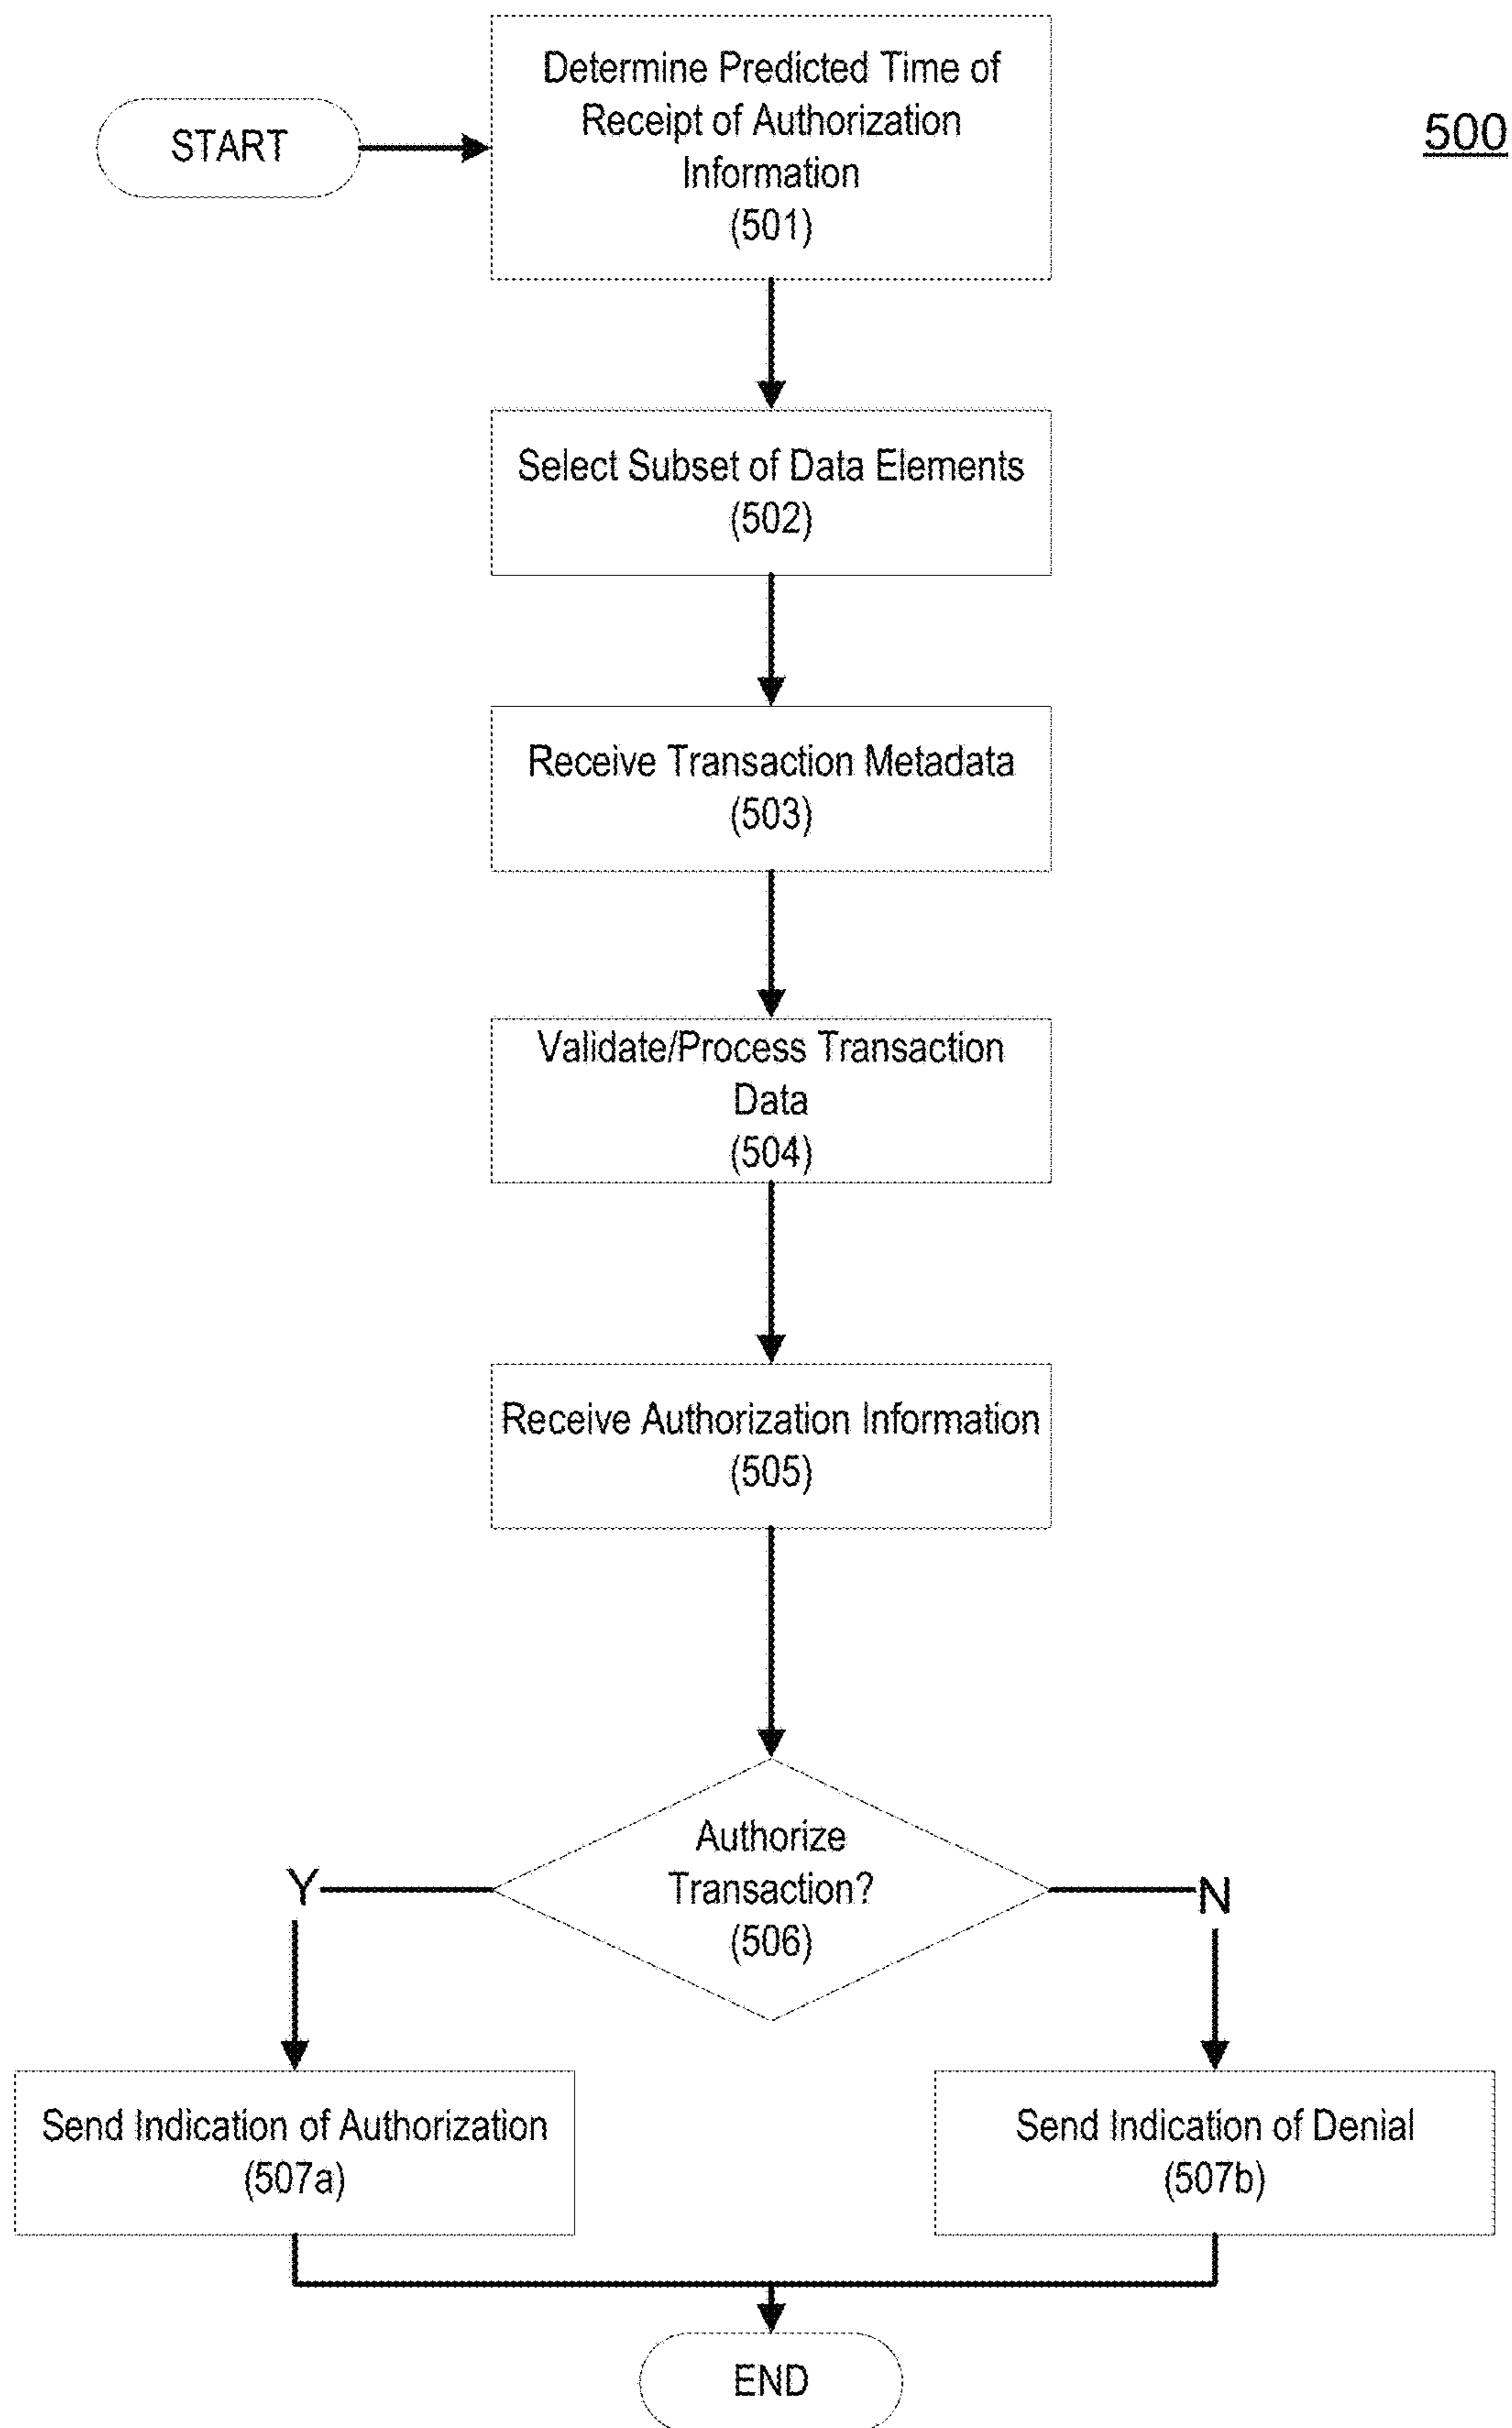 Determine Predicted Time of
Receipt of Authorization
Information
(501)
START
500
Select Subset of Data Elements
(502)
Receive Transaction Metadata
(503)
Validate/Process Transaction
Data
(504)
Receive Authorization Information
(505)
Authorize
Transaction?
(506)
Y
N
Send Indication of Authorization
(507a)
Send Indication of Denial
(507b)
END